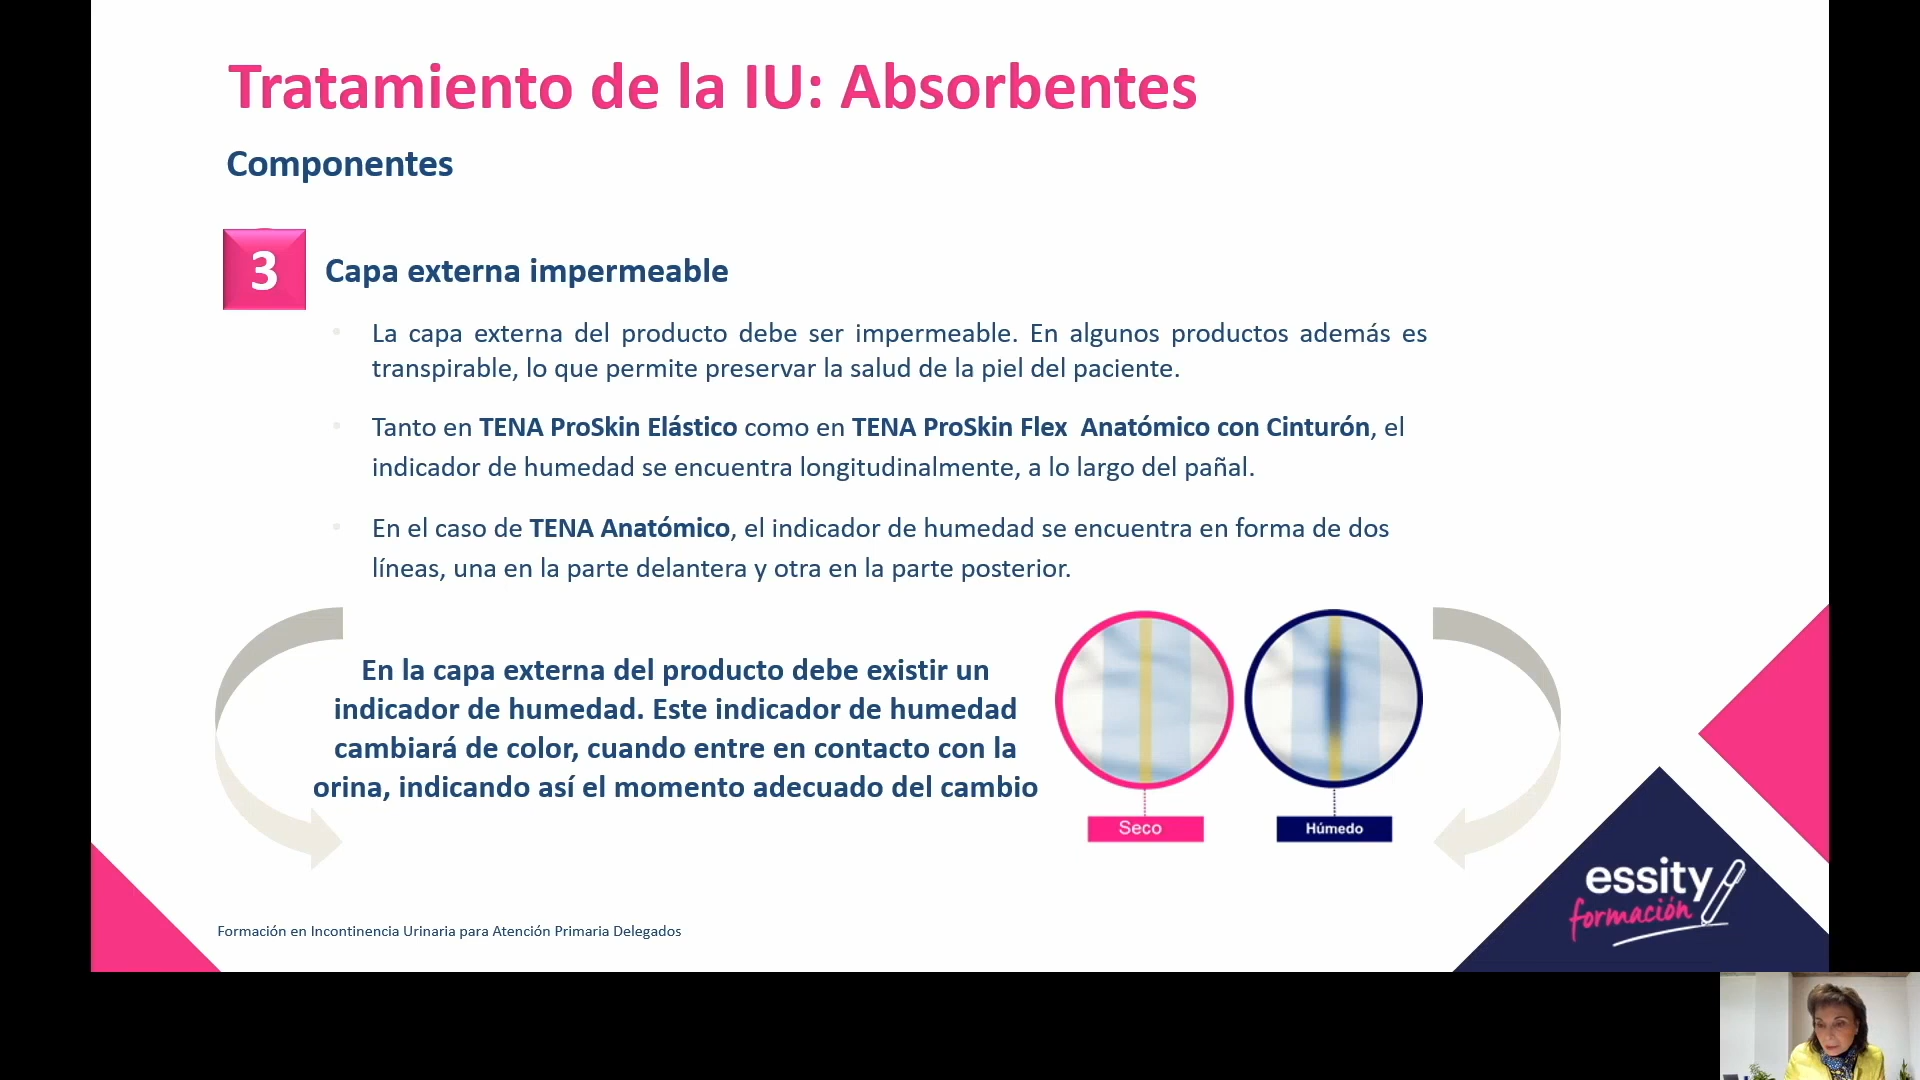 Tratamiento de la IU: Absorbentes
Componentes
3
Capa externa impermeable
La capa externa del producto debe ser impermeable. En algunos productos además es
transpirable, lo que permite preservar la salud de la piel del paciente.
Tanto en TENA ProSkin Elástico como en TENA ProSkin Flex Anatómico con Cinturón, el
indicador de humedad se encuentra longitudinalmente, a lo largo del pañal.
En el caso de TENA Anatómico, el indicador de humedad se encuentra en forma de dos
líneas, una en la parte delantera y otra en la parte posterior.
En la capa externa del producto debe existir un
indicador de humedad. Este indicador de humedad
cambiará de color, cuando entre en contacto con la
orina, indicando así el momento adecuado del cambio
Seco
Húmedo
essity
formación
Formación en Incontinencia Urinaria para Atención Primaria Delegados